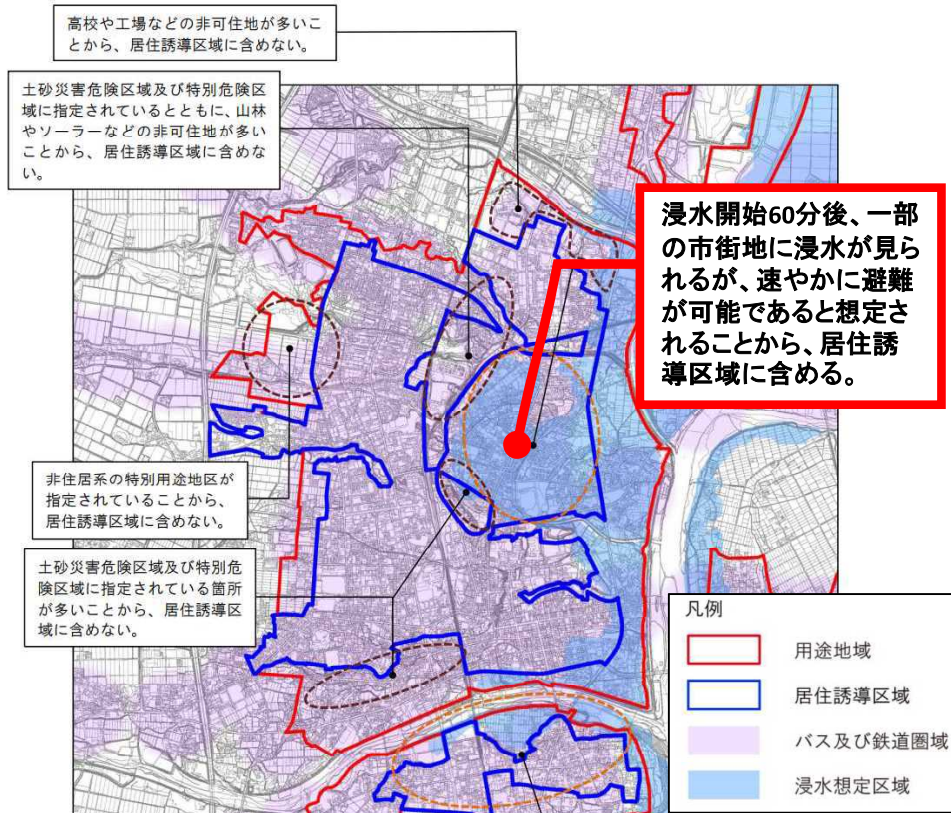 高校や工場などの非可住地が多いこ
とから、居住誘導区域に含めない。
土砂災害危険区域及び特別危険区
域に指定されているとともに、山林
やソーラーなどの非可住地が多い
ことから、居住誘導区域に含めな
い。
浸水開始60分後、一部
の市街地に浸水が見ら
れるが、速やかに避難
が可能であると想定さ
れることから、居住誘
導区域に含める。
非住居系の特別用途地区が
指定されていることから、
居住誘導区域に含めない。
土砂災害危険区域及び特別危
険区域に指定されている箇所
が多いことから、居住誘導区
域に含めない。
凡例
用途地域
居住誘導区域
バス及び鉄道圏域
浸水想定区域